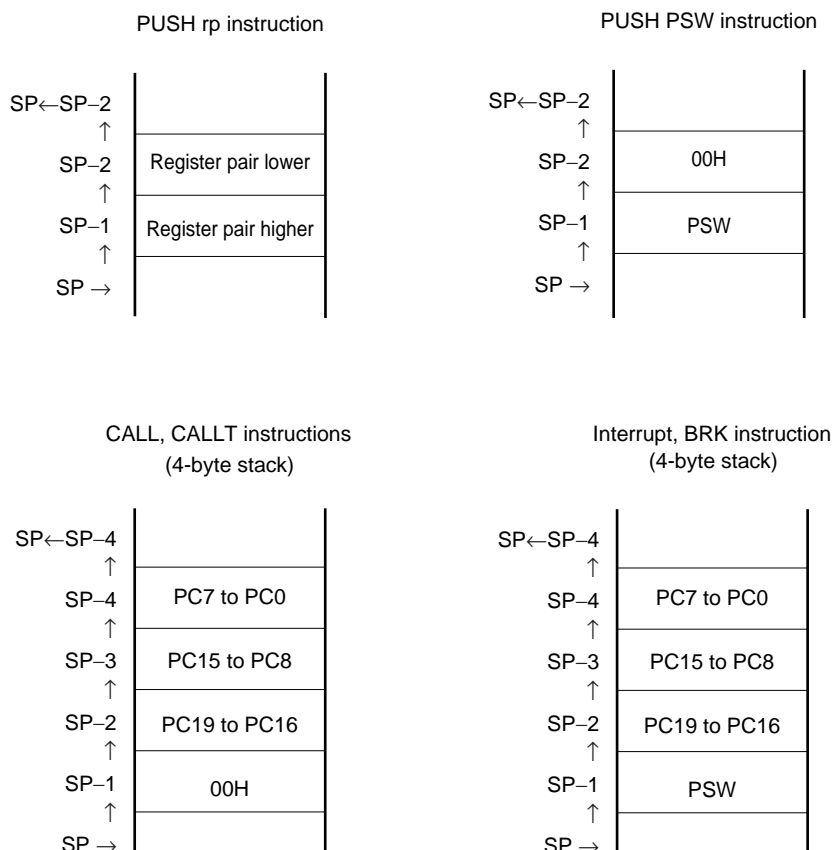 PUSH rp instruction
SP←SP–2
↑
SP–2
Register pair lower
↑
SP–1
Register pair higher
↑
SP →
PUSH PSW instruction
SP←SP–2
↑
SP–2
00H
↑
SP–1
PSW
↑
SP →
CALL, CALLT instructions
(4-byte stack)
SP←SP–4
↑
SP–4
PC7 to PC0
↑
SP–3
PC15 to PC8
↑
SP–2
PC19 to PC16
↑
SP–1
00H
↑
SP →
Interrupt, BRK instruction
(4-byte stack)
SP←SP–4
↑
SP–4
PC7 to PC0
↑
SP–3
PC15 to PC8
↑
SP–2
PC19 to PC16
↑
SP–1
PSW
↑
SP →